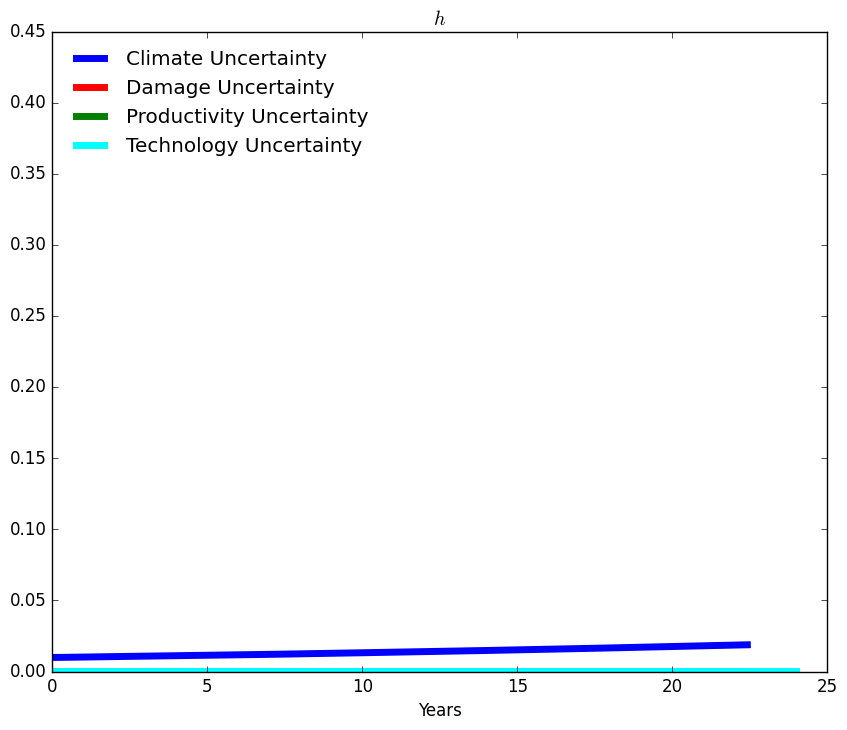 h
0.45
Climate Uncertainty
Damage Uncertainty
0.40
Productivity Uncertainty
Technology Uncertainty
0.35
0.30
0.25
0.20
0.15
0.10
0.05
0.00
0 5 10 15 20 25
Years